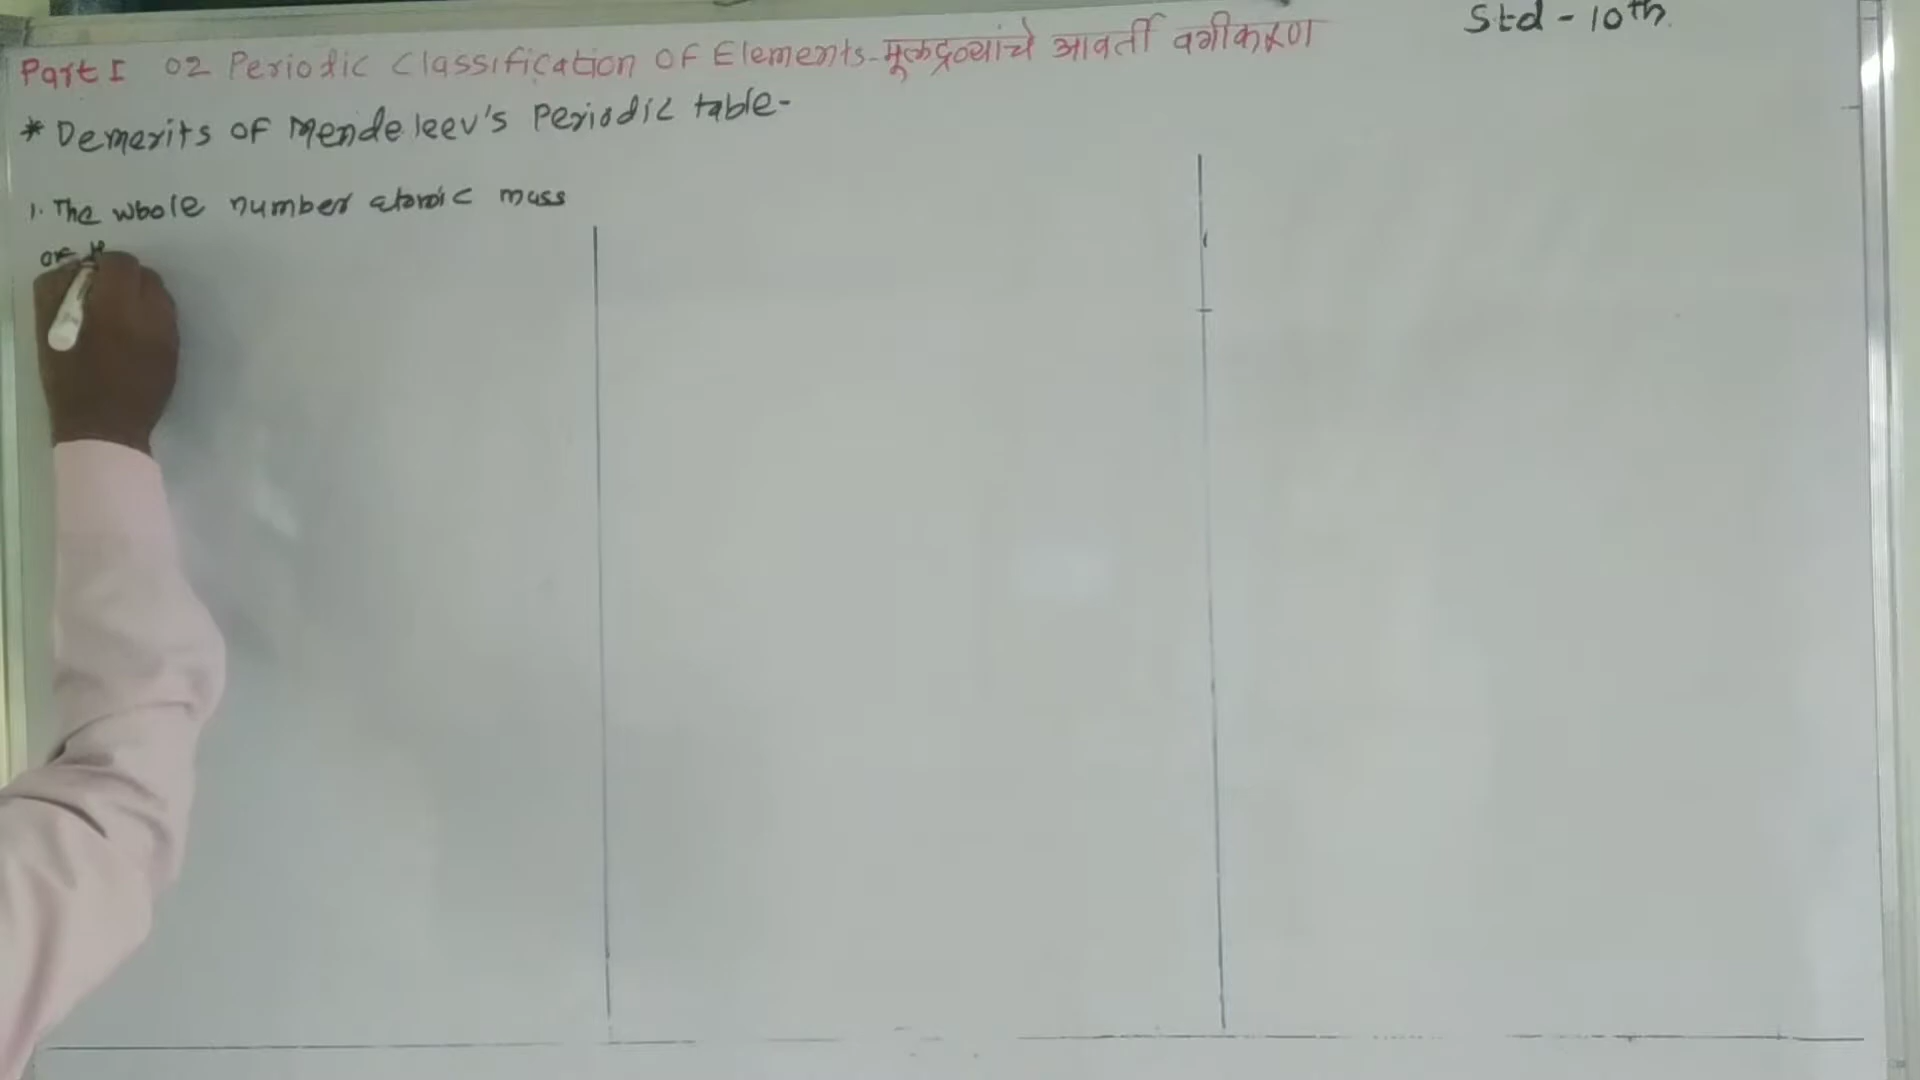 Std - 10th.
Part I 02 Periodic Classification Of Elements - मूलद्रव्यांचे आवर्ती वर्गीकरण
* Demerits of Mendeleev's Periodic table-
1. The whole number atomic mass
of